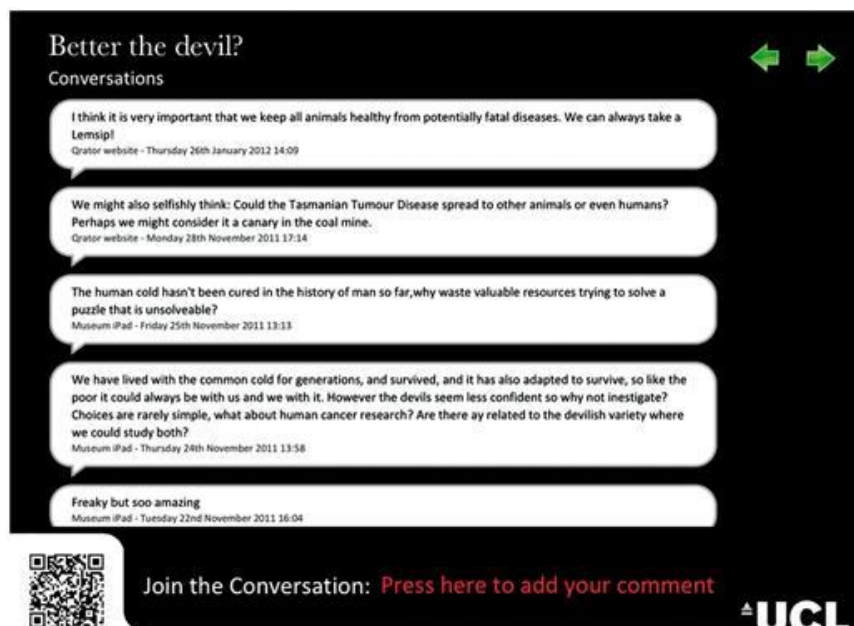 Better the devil?
Conversations
I think it is very important that we keep all animals healthy from potentially fatal diseases. We can always take a
Lemsip!
Qrator website - Thursday 26th January 2012 14:09
We might also selfishly think: Could the Tasmanian Tumour Disease spread to other animals or even humans?
Perhaps we might consider it a canary in the coal mine.
Qrator website - Monday 28th November 2011 17:14
The human cold hasn't been cured in the history of man so far,why waste valuable resources trying to solve a
puzzle that is unsolveable?
Museum iPad - Friday 25th November 2011 13:13
We have lived with the common cold for generations, and survived, and it has also adapted to survive, so like the
poor it could always be with us and we with it. However the devils seem less confident so why not inestigate?
Choices are rarely simple, what about human cancer research? Are there ay related to the devilish variety where
we could study both?
Museum iPad - Thursday 24th November 2011 13:58
Freaky but soo amazing
Museum iPad - Tuesday 22nd November 2011 16:04
Join the Conversation: Press here to add your comment
UCL